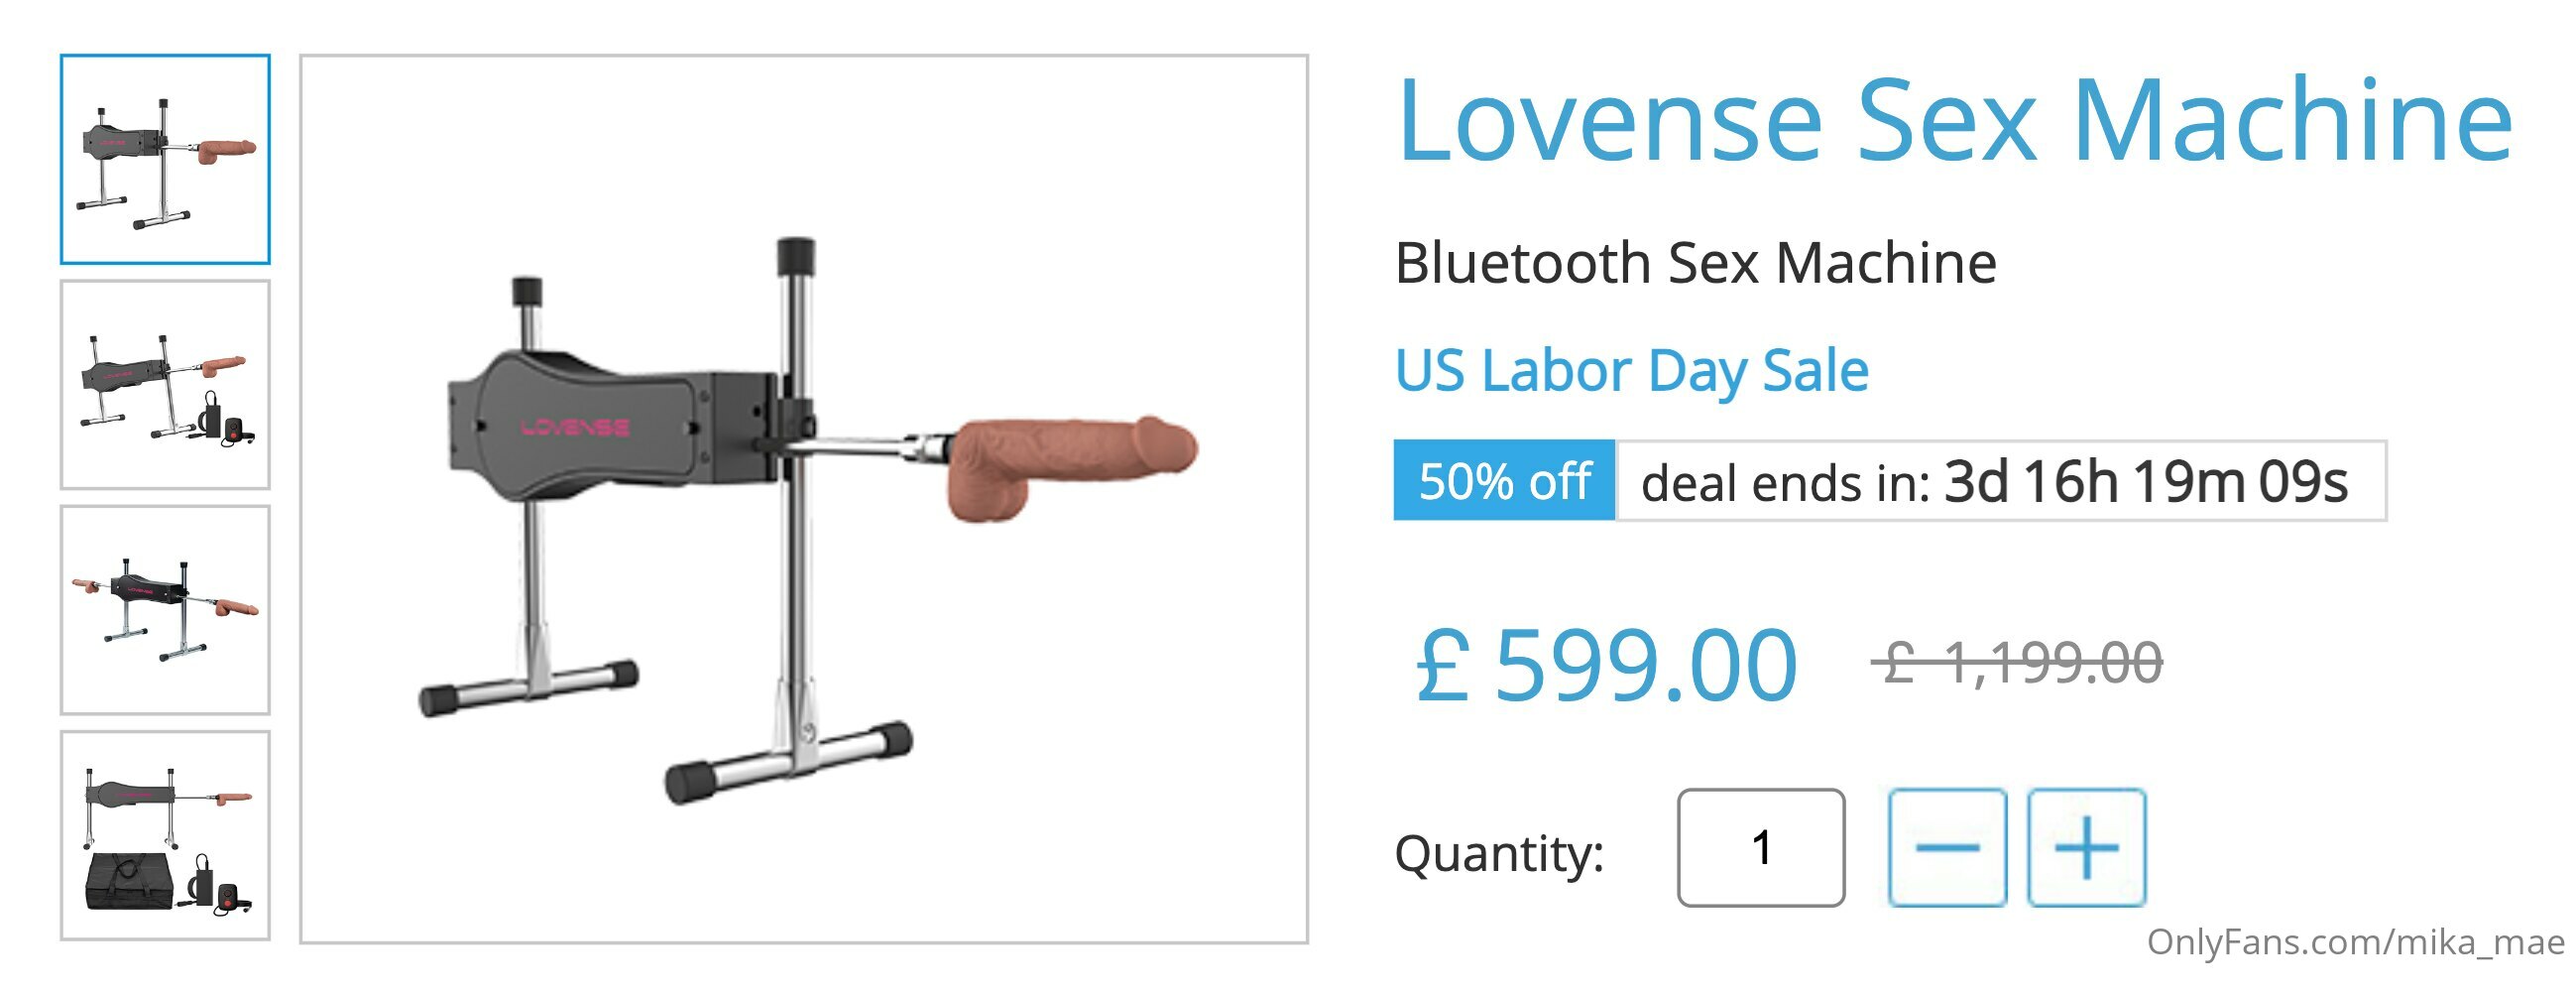 LOVENSE
Lovense Sex Machine
Bluetooth Sex Machine
US Labor Day Sale
50% off deal ends in: 3d 16h 19m 09s
£ 599.00 £ 1,199.00
Quantity: 1 − +
OnlyFans.com/mika_mae